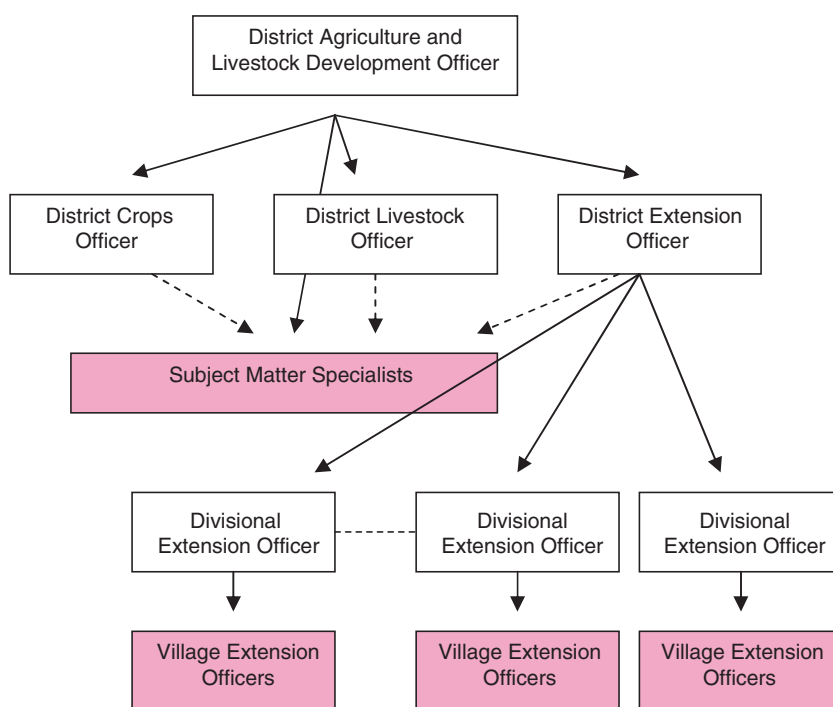 District Agriculture and
Livestock Development Officer
District Crops
Officer
District Livestock
Officer
District Extension
Officer
Subject Matter Specialists
Divisional
Extension Officer
Divisional
Extension Officer
Divisional
Extension Officer
Village Extension
Officers
Village Extension
Officers
Village Extension
Officers